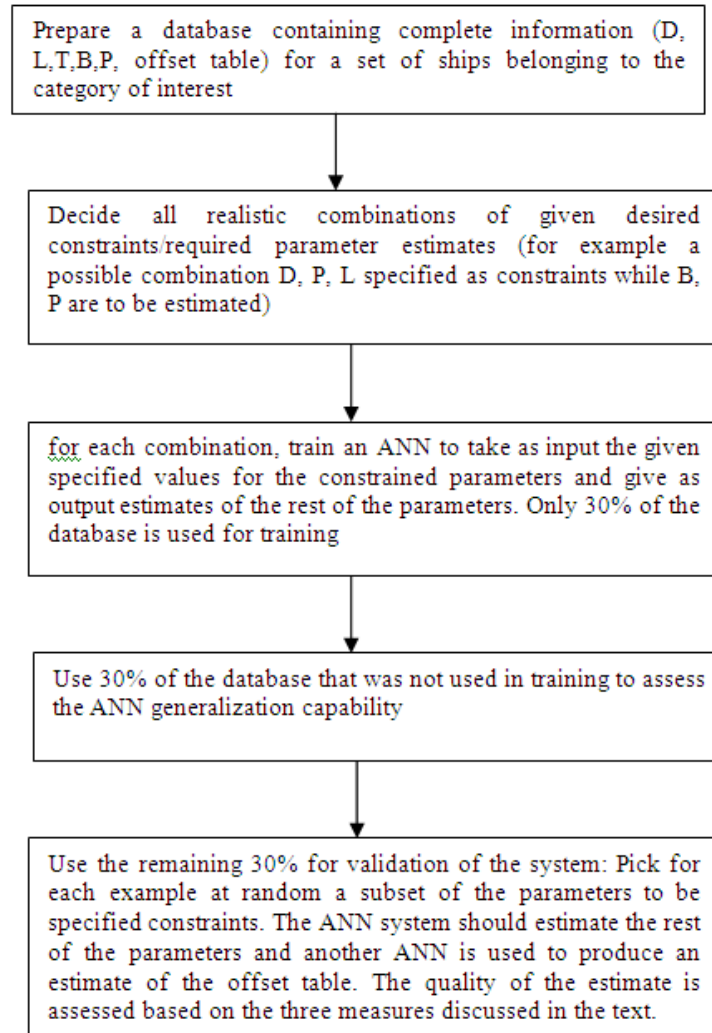 Prepare a database containing complete information (D,
L,T,B,P, offset table) for a set of ships belonging to the
category of interest
Decide all realistic combinations of given desired
constraints/required parameter estimates (for example a
possible combination D, P, L specified as constraints while B,
P are to be estimated)
for each combination, train an ANN to take as input the given
specified values for the constrained parameters and give as
output estimates of the rest of the parameters. Only 30% of the
database is used for training
Use 30% of the database that was not used in training to assess
the ANN generalization capability
Use the remaining 30% for validation of the system: Pick for
each example at random a subset of the parameters to be
specified constraints. The ANN system should estimate the rest
of the parameters and another ANN is used to produce an
estimate of the offset table. The quality of the estimate is
assessed based on the three measures discussed in the text.